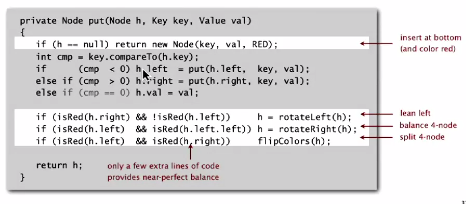 private Node put(Node h, Key key, Value val)
{
if (h == null) return new Node(key, val, RED);
insert at bottom
(and color red)
int cmp = key.compareTo(h.key);
if (cmp < 0) h.left = put(h.left, key, val);
else if (cmp > 0) h.right = put(h.right, key, val);
else if (cmp == 0) h.val = val;
if (isRed(h.right) && !isRed(h.left)) h = rotateLeft(h);
lean left
if (isRed(h.left) && isRed(h.left.left)) h = rotateRight(h);
balance 4-node
if (isRed(h.left) && isRed(h.right)) flipColors(h);
split 4-node
return h;
only a few extra lines of code
provides near-perfect balance
}